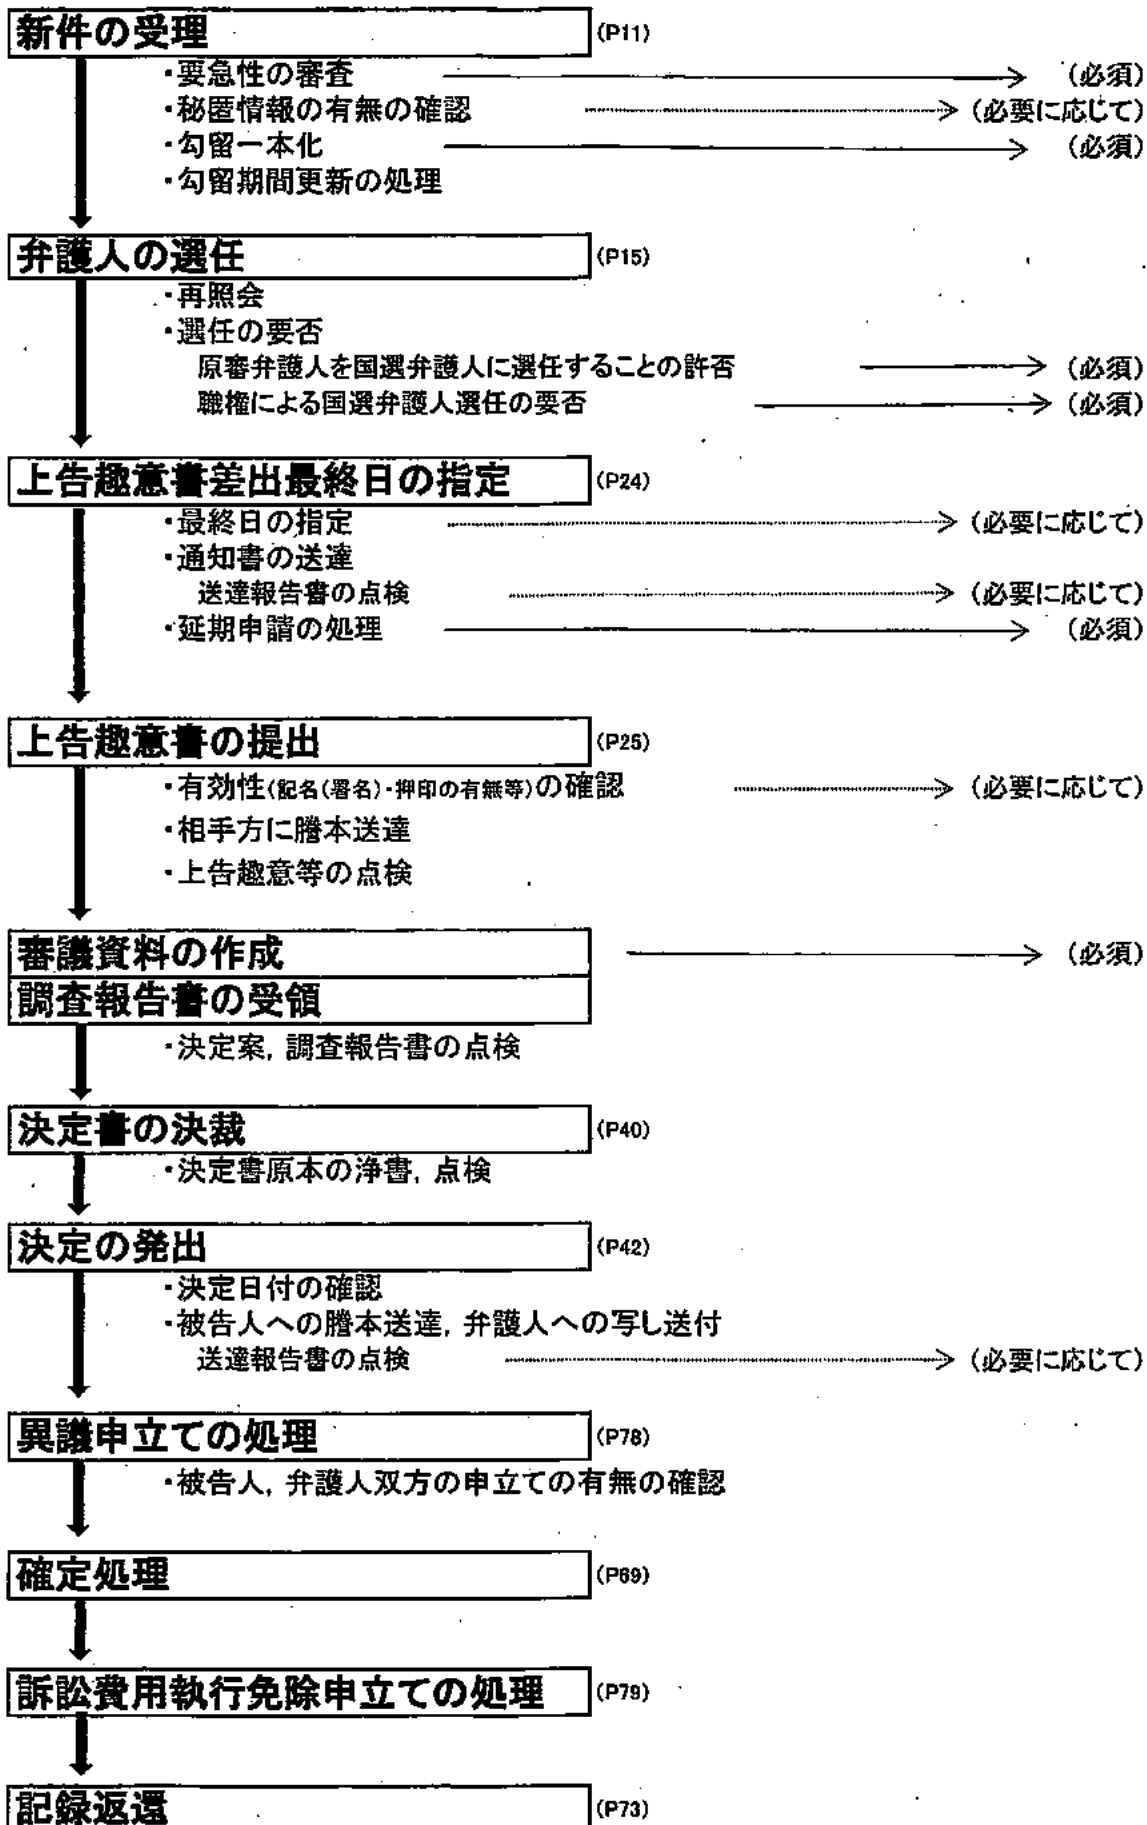 新件の受理 (P11)
・要急性の審査 (必須)
・秘匿情報の有無の確認 (必要に応じて)
・勾留一本化 (必須)
・勾留期間更新の処理
弁護人の選任 (P15)
・再照会
・選任の要否
原審弁護人を国選弁護人に選任することの許否 (必須)
職権による国選弁護人選任の要否 (必須)
上告趣意書差出最終日の指定 (P24)
・最終日の指定 (必要に応じて)
・通知書の送達
送達報告書の点検 (必要に応じて)
・延期申請の処理 (必須)
上告趣意書の提出 (P25)
・有効性(記名(署名)・押印の有無等)の確認 (必要に応じて)
・相手方に謄本送達
・上告趣意等の点検
審議資料の作成 (必須)
調査報告書の受領
・決定案, 調査報告書の点検
決定書の決裁 (P40)
・決定書原本の浄書, 点検
決定の発出 (P42)
・決定日付の確認
・被告人への謄本送達, 弁護人への写し送付
送達報告書の点検 (必要に応じて)
異議申立ての処理 (P78)
・被告人, 弁護人双方の申立ての有無の確認
確定処理 (P69)
訴訟費用執行免除申立ての処理 (P79)
記録返還 (P73)